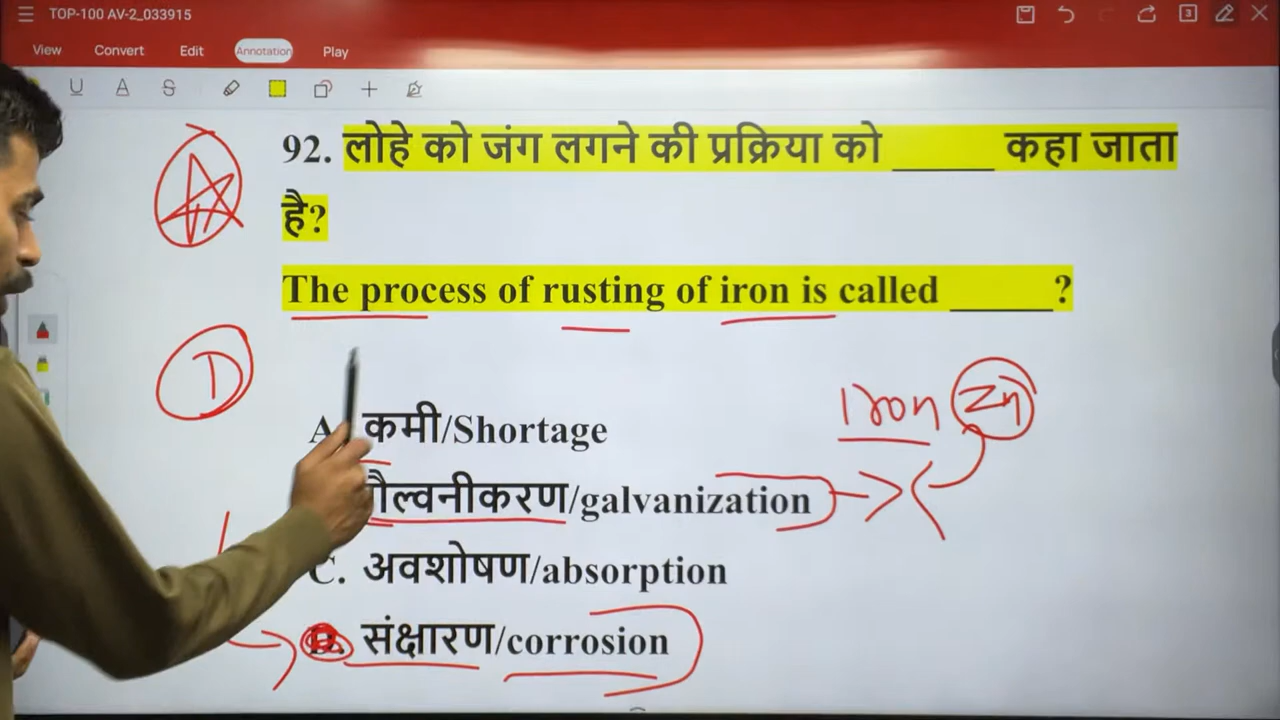 TOP-100 AV-2_033915
3
View Convert Edit Annotation Play
U A S
92. लोहे को जंग लगने की प्रक्रिया को _____ कहा जाता
है?
The process of rusting of iron is called _____ ?
D
Iron Zn
A. कमी/Shortage
गैल्वनीकरण/galvanization
C. अवशोषण/absorption
D. संक्षारण/corrosion